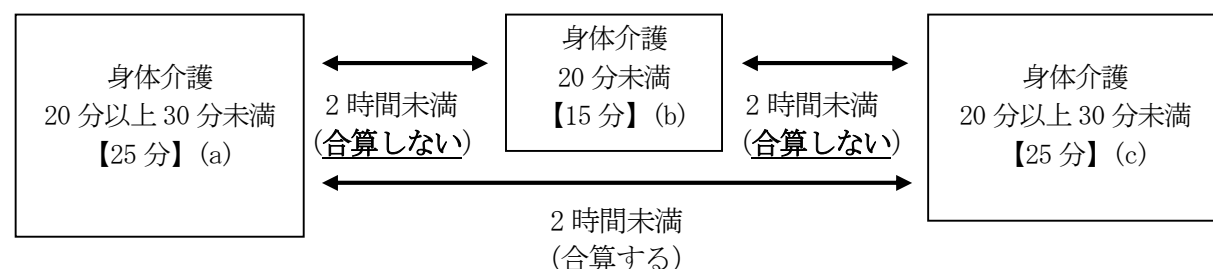 身体介護
20分以上30分未満
【25分】(a)
2時間未満
(合算しない)
身体介護
20分未満
【15分】(b)
2時間未満
(合算しない)
身体介護
20分以上30分未満
【25分】(c)
2時間未満
(合算する)